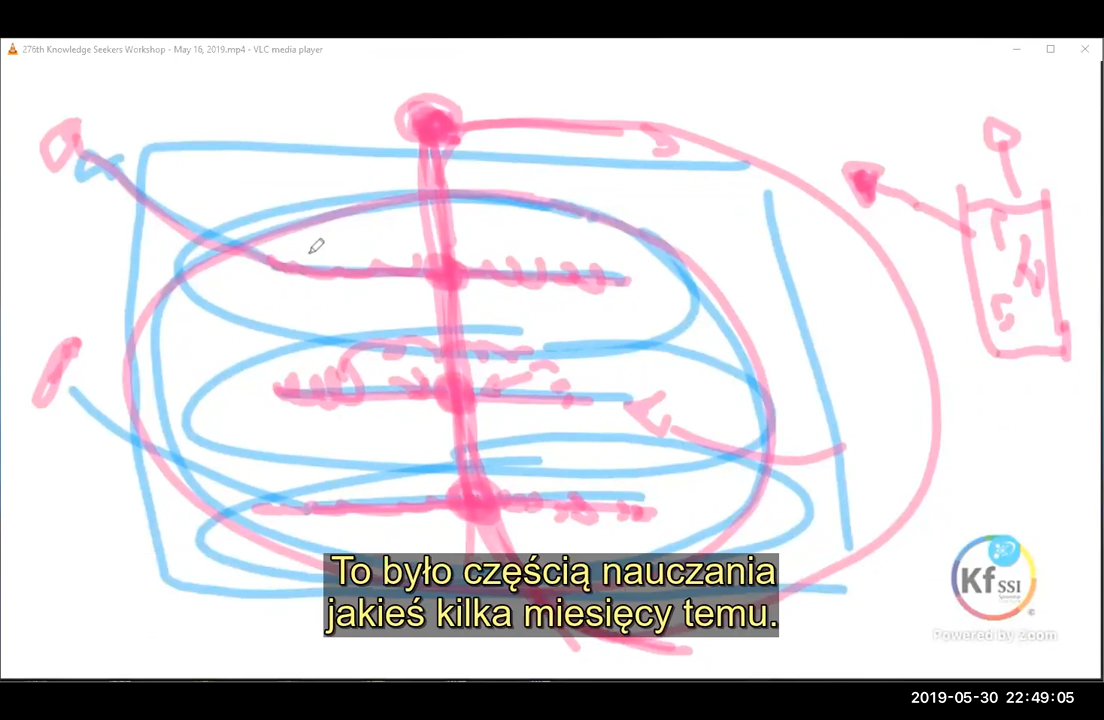 276th Knowledge Seekers Workshop - May 16, 2019.mp4 - VLC media player
To było częścią nauczania
jakieś kilka miesięcy temu.
Kf SSI
Powered by Zoom
2019-05-30 22:49:05